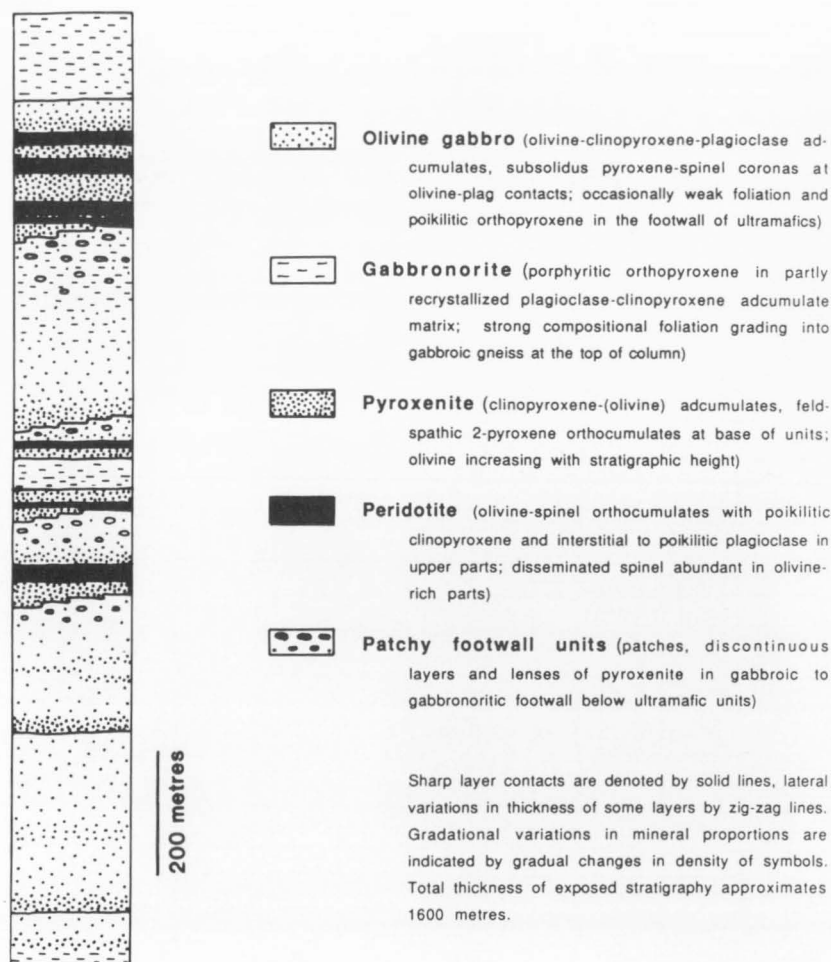 Olivine gabbro (olivine-clinopyroxene-plagioclase ad-
cumulates, subsolidus pyroxene-spinel coronas at
olivine-plag contacts; occasionally weak foliation and
poikilitic orthopyroxene in the footwall of ultramafics)
Gabbronorite (porphyritic orthopyroxene in partly
recrystallized plagioclase-clinopyroxene adcumulate
matrix; strong compositional foliation grading into
gabbroic gneiss at the top of column)
Pyroxenite (clinopyroxene-(olivine) adcumulates, feld-
spathic 2-pyroxene orthocumulates at base of units;
olivine increasing with stratigraphic height)
Peridotite (olivine-spinel orthocumulates with poikilitic
clinopyroxene and interstitial to poikilitic plagioclase in
upper parts; disseminated spinel abundant in olivine-
rich parts)
Patchy footwall units (patches, discontinuous
layers and lenses of pyroxenite in gabbroic to
gabbronoritic footwall below ultramafic units)
200 metres
Sharp layer contacts are denoted by solid lines, lateral
variations in thickness of some layers by zig-zag lines.
Gradational variations in mineral proportions are
indicated by gradual changes in density of symbols.
Total thickness of exposed stratigraphy approximates
1600 metres.